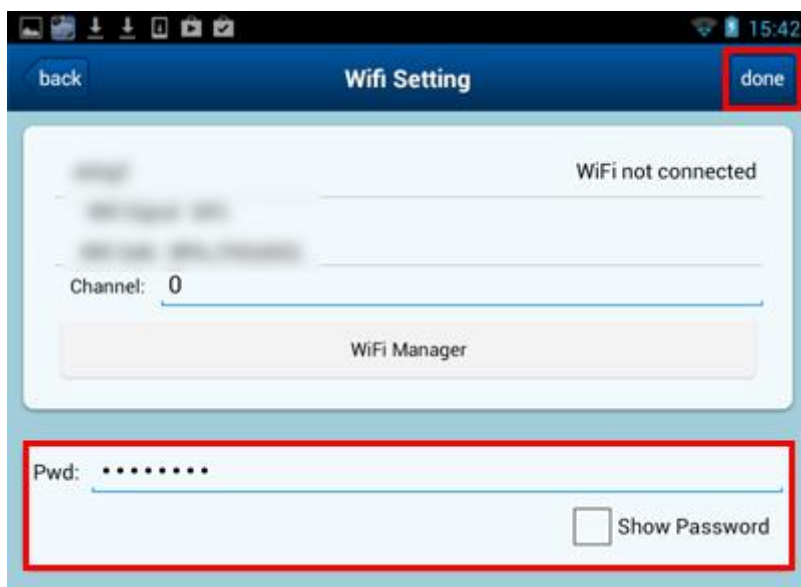 15:42
back Wifi Setting done
WiFi not connected
Channel: 0
WiFi Manager
Pwd: ••••••••
Show Password